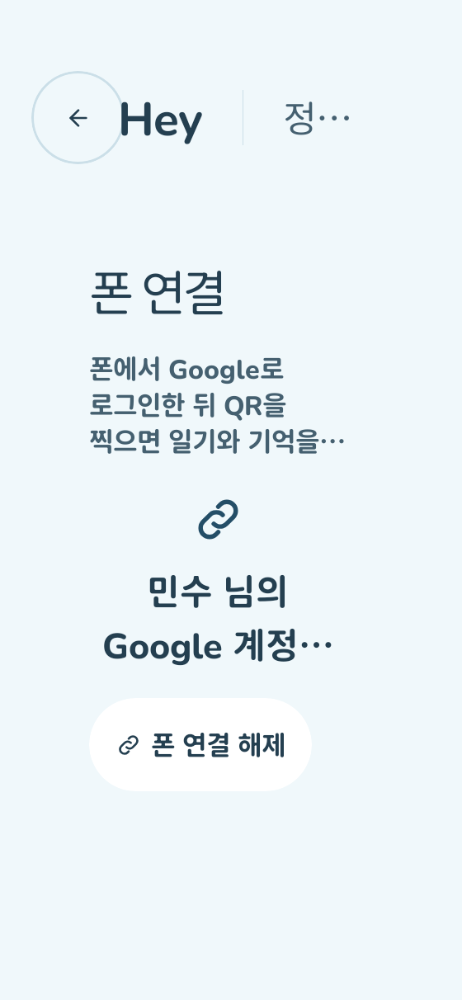 Hey
정…
폰 연결
폰에서 Google로
로그인한 뒤 QR을
찍으면 일기와 기억을…
민수 님의
Google 계정…
폰 연결 해제